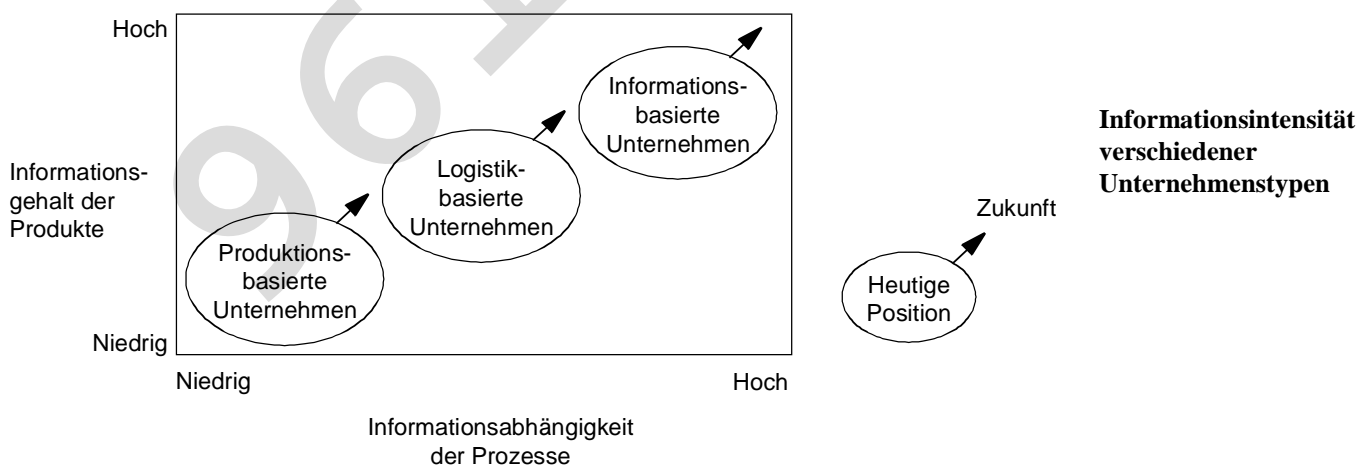 Hoch
Informations-
gehalt der
Produkte
Niedrig
Informations-
basierte
Unternehmen
Logistik-
basierte
Unternehmen
Produktions-
basierte
Unternehmen
Niedrig
Hoch
Informationsabhängigkeit
der Prozesse
Zukunft
Heutige
Position
Informationsintensität
verschiedener
Unternehmenstypen
961